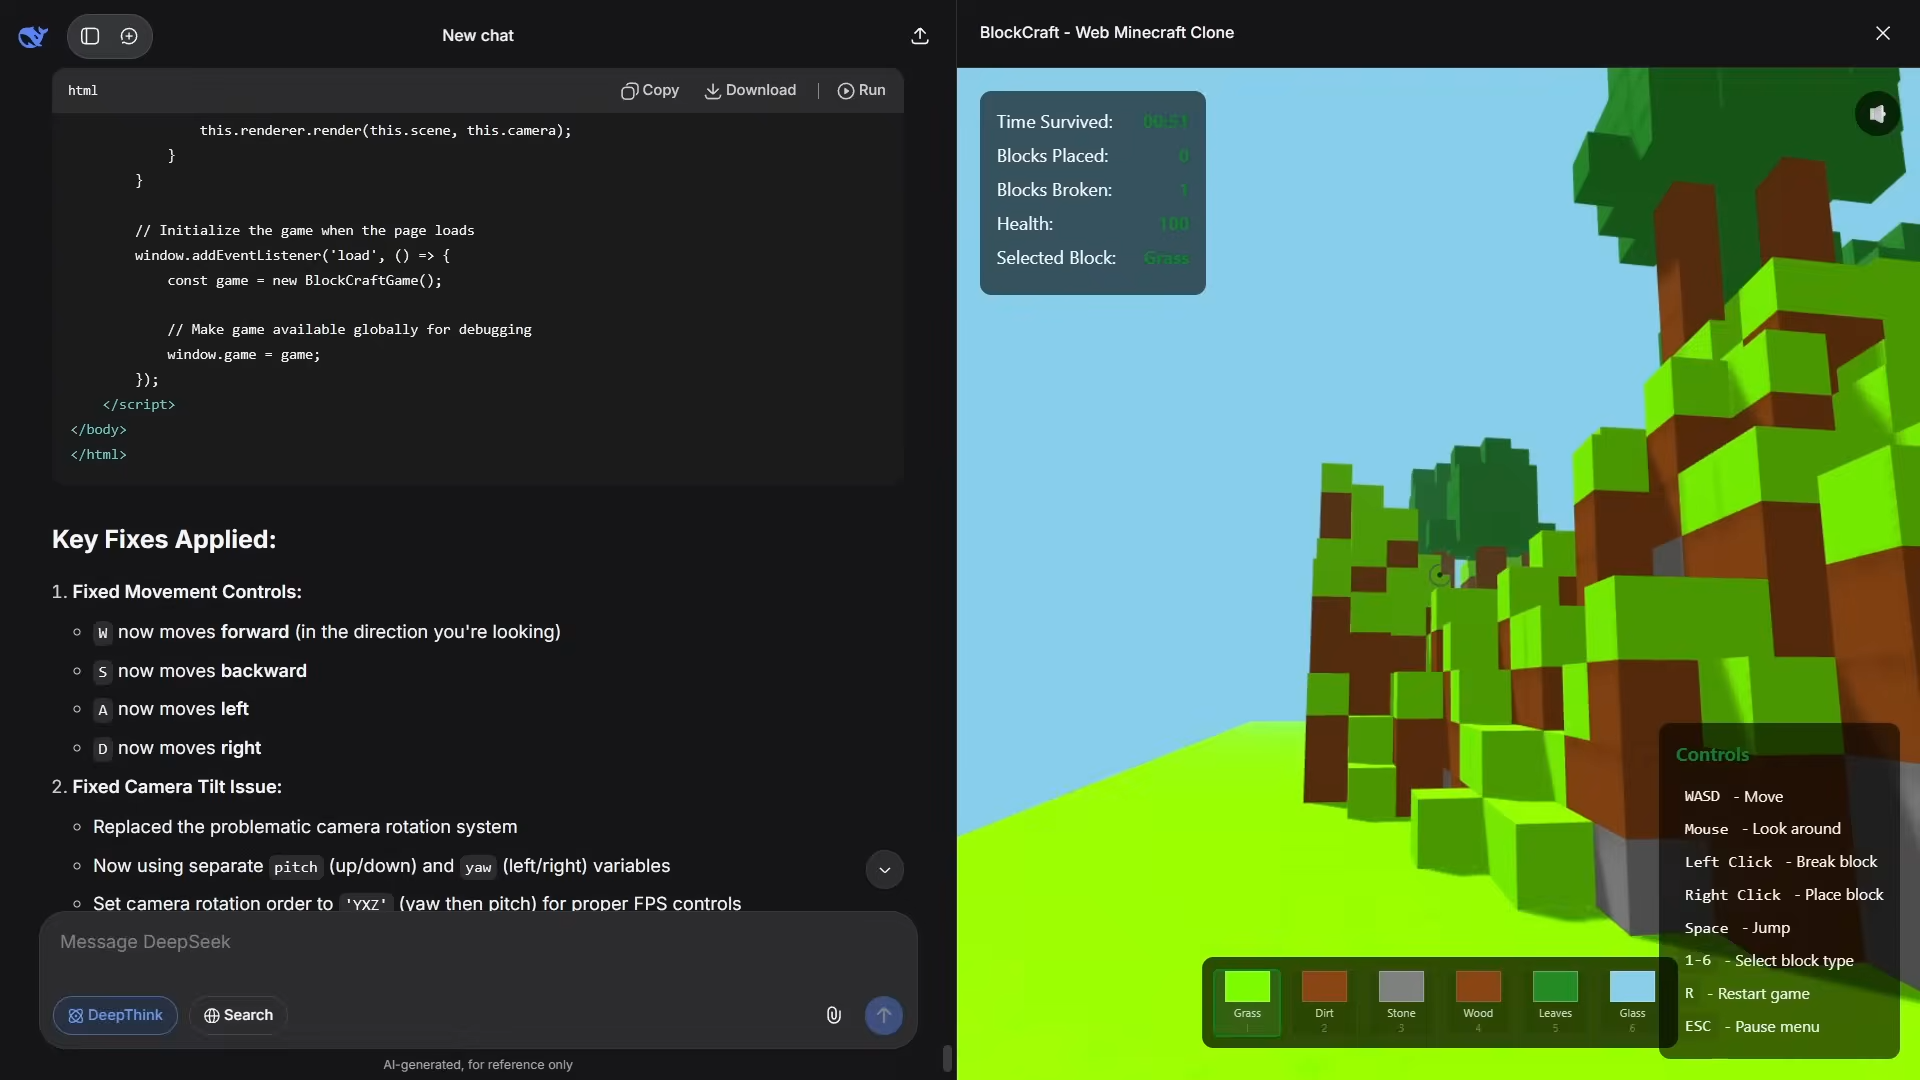 New chat
html
Copy
Download
Run
this.renderer.render(this.scene, this.camera);
}
}
// Initialize the game when the page loads
window.addEventListener('load', () => {
const game = new BlockCraftGame();
// Make game available globally for debugging
window.game = game;
});
</script>
</body>
</html>
Key Fixes Applied:
1. Fixed Movement Controls:
W now moves forward (in the direction you're looking)
S now moves backward
A now moves left
D now moves right
2. Fixed Camera Tilt Issue:
Replaced the problematic camera rotation system
Now using separate pitch (up/down) and yaw (left/right) variables
Set camera rotation order to 'YXZ' (yaw then pitch) for proper FPS controls
Message DeepSeek
DeepThink
Search
AI-generated, for reference only
BlockCraft - Web Minecraft Clone
Time Survived: 00:51
Blocks Placed: 0
Blocks Broken: 1
Health: 100
Selected Block: Grass
Controls
WASD - Move
Mouse - Look around
Left Click - Break block
Right Click - Place block
Space - Jump
1-6 - Select block type
R - Restart game
ESC - Pause menu
Grass Dirt Stone Wood Leaves Glass
1 2 3 4 5 6